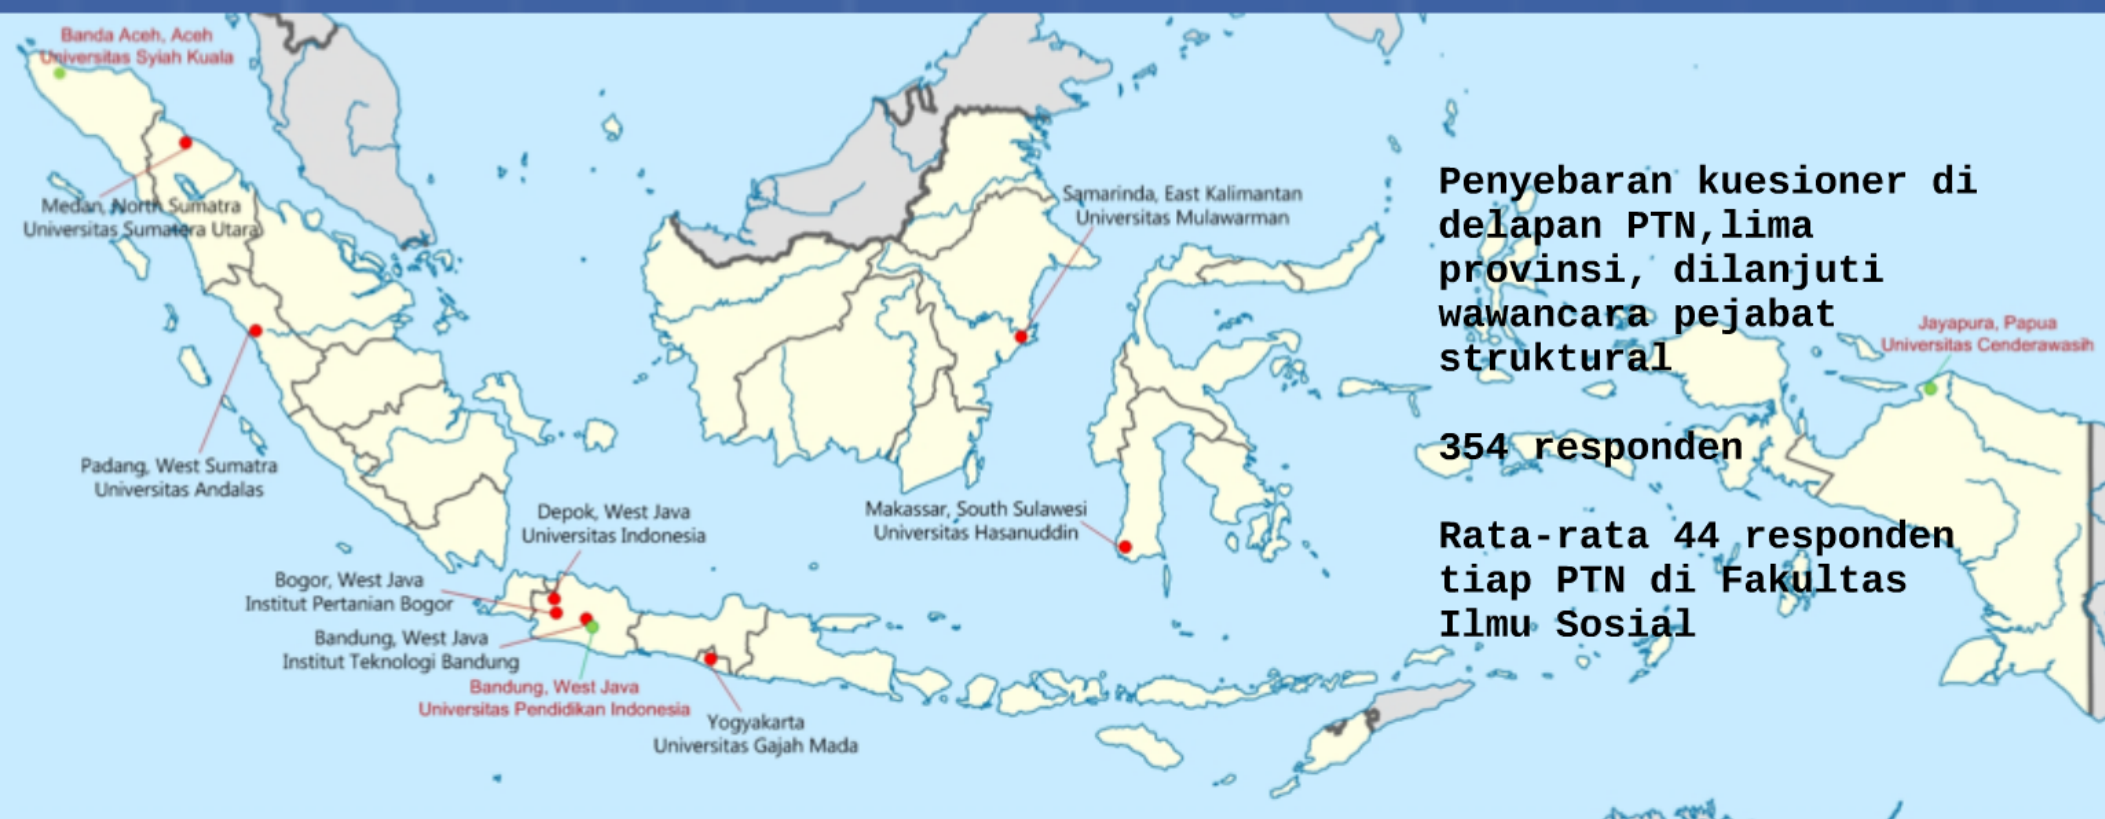 Banda Aceh, Aceh
Universitas Syiah Kuala
Medan, North Sumatra
Universitas Sumatera Utara
Padang, West Sumatra
Universitas Andalas
Depok, West Java
Universitas Indonesia
Bogor, West Java
Institut Pertanian Bogor
Bandung, West Java
Institut Teknologi Bandung
Bandung, West Java
Universitas Pendidikan Indonesia
Yogyakarta
Universitas Gajah Mada
Samarinda, East Kalimantan
Universitas Mulawarman
Makassar, South Sulawesi
Universitas Hasanuddin
Penyebaran kuesioner di
delapan PTN,lima
provinsi, dilanjuti
wawancara pejabat
struktural
354 responden
Rata-rata 44 responden
tiap PTN di Fakultas
Ilmu Sosial
Jayapura, Papua
Universitas Cenderawasih